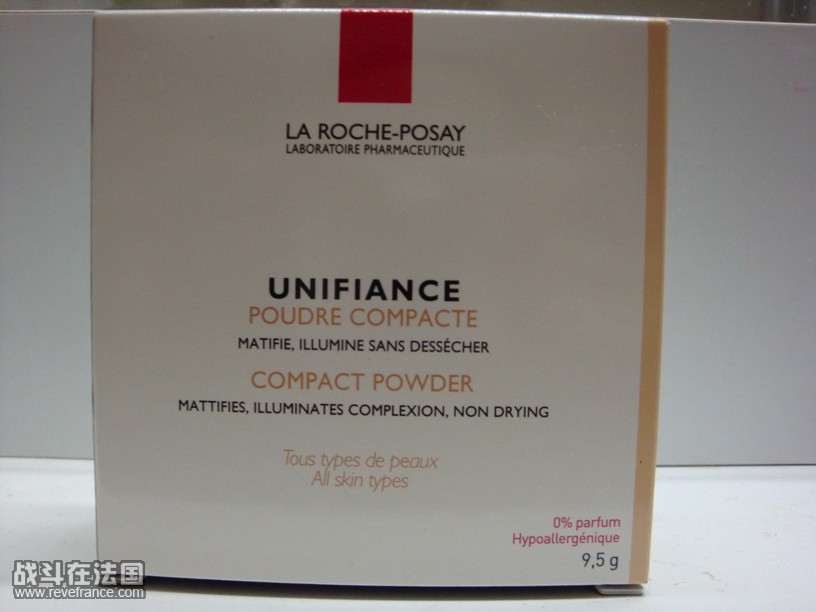 LA ROCHE-POSAY
LABORATOIRE PHARMACEUTIQUE
UNIFIANCE
POUDRE COMPACTE
MATIFIE, ILLUMINE SANS DESSÉCHER
COMPACT POWDER
MATTIFIES, ILLUMINATES COMPLEXION, NON DRYING
Tous types de peaux
All skin types
0% parfum
Hypoallergénique
9,5 g
战斗在法国
www.revefrance.com